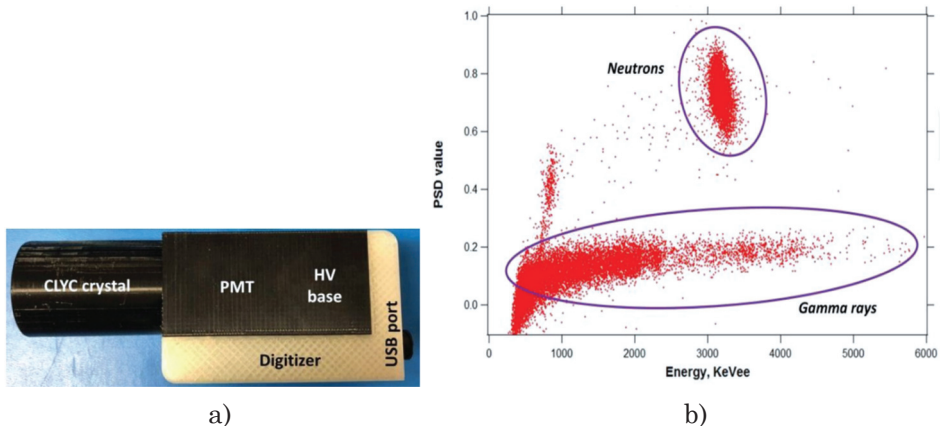 CLYC crystal
PMT
HV
base
USB port
Digitizer
a)
PSD value
1.0
0.8
0.6
0.4
0.2
0.0
Neutrons
Gamma rays
0 1000 2000 3000 4000 5000 6000
Energy, KeVee
b)